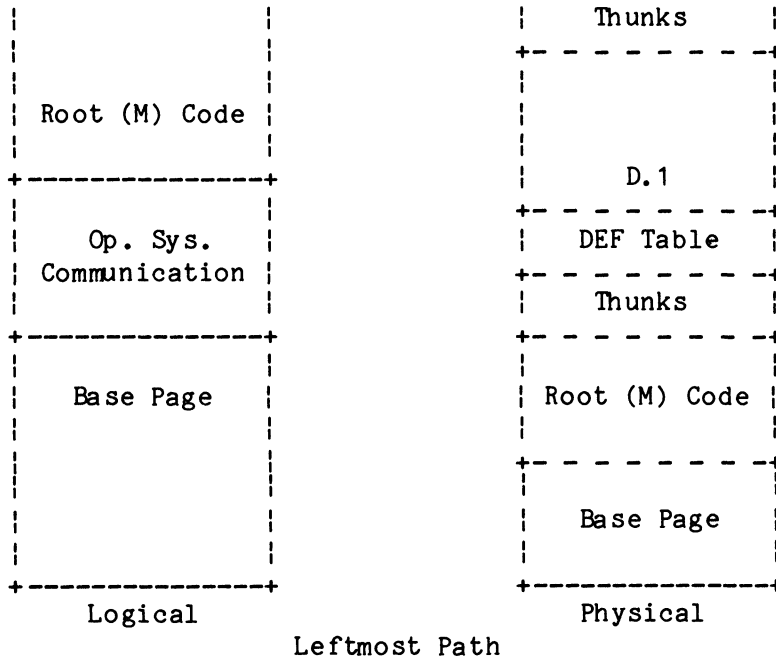 Thunks
Root (M) Code
D.1
Op. Sys.
Communication
DEF Table
Thunks
Base Page
Root (M) Code
Base Page
Logical
Physical
Leftmost Path